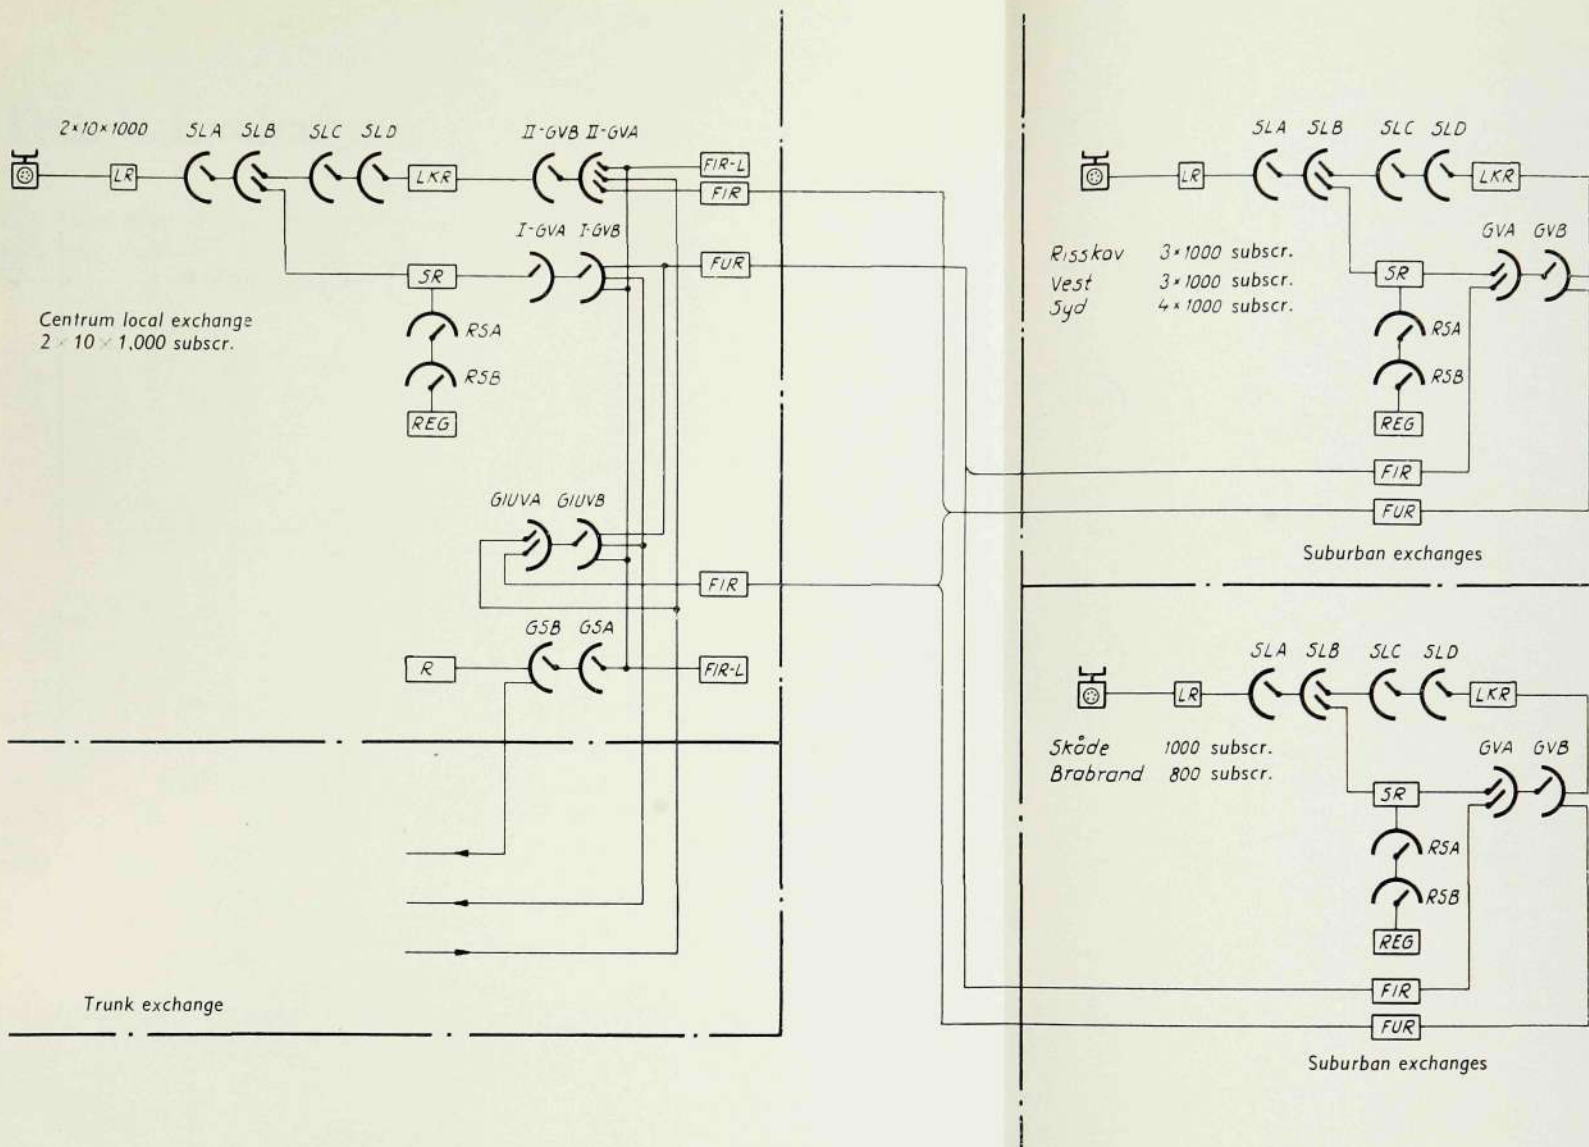 2×10×1000 SLA SLB SLC SLD II-GVB II-GVA
LR LKR FIR-L
FIR
I-GVA I-GVB
SR FUR
Centrum local exchange
2 × 10 × 1,000 subscr.
RSA
RSB
REG
GIUVA GIUVB
FIR
GSB GSA
R FIR-L
Trunk exchange
SLA SLB SLC SLD
LR LKR
GVA GVB
Risskov 3×1000 subscr.
Vest 3×1000 subscr.
Syd 4×1000 subscr.
SR
RSA
RSB
REG
FIR
FUR
Suburban exchanges
SLA SLB SLC SLD
LR LKR
Skåde 1000 subscr.
Brabrand 800 subscr.
GVA GVB
SR
RSA
RSB
REG
FIR
FUR
Suburban exchanges